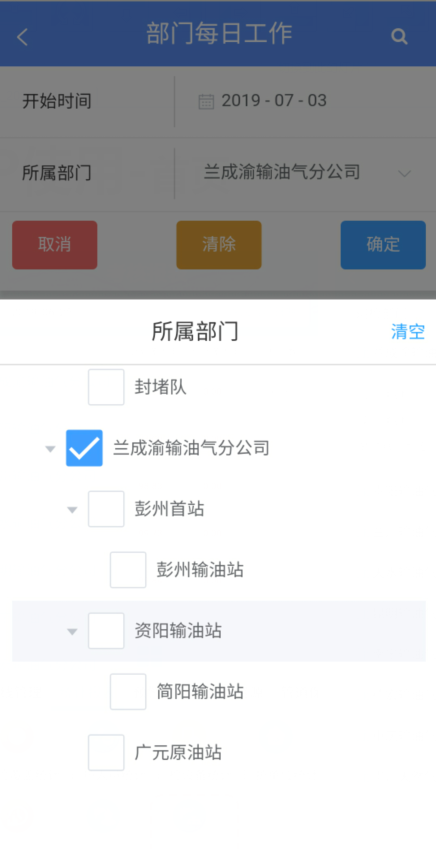 部门每日工作
开始时间 2019 - 07 - 03
所属部门 兰成渝输油气分公司
取消 清除 确定
所属部门 清空
封堵队
兰成渝输油气分公司
彭州首站
彭州输油站
资阳输油站
简阳输油站
广元原油站